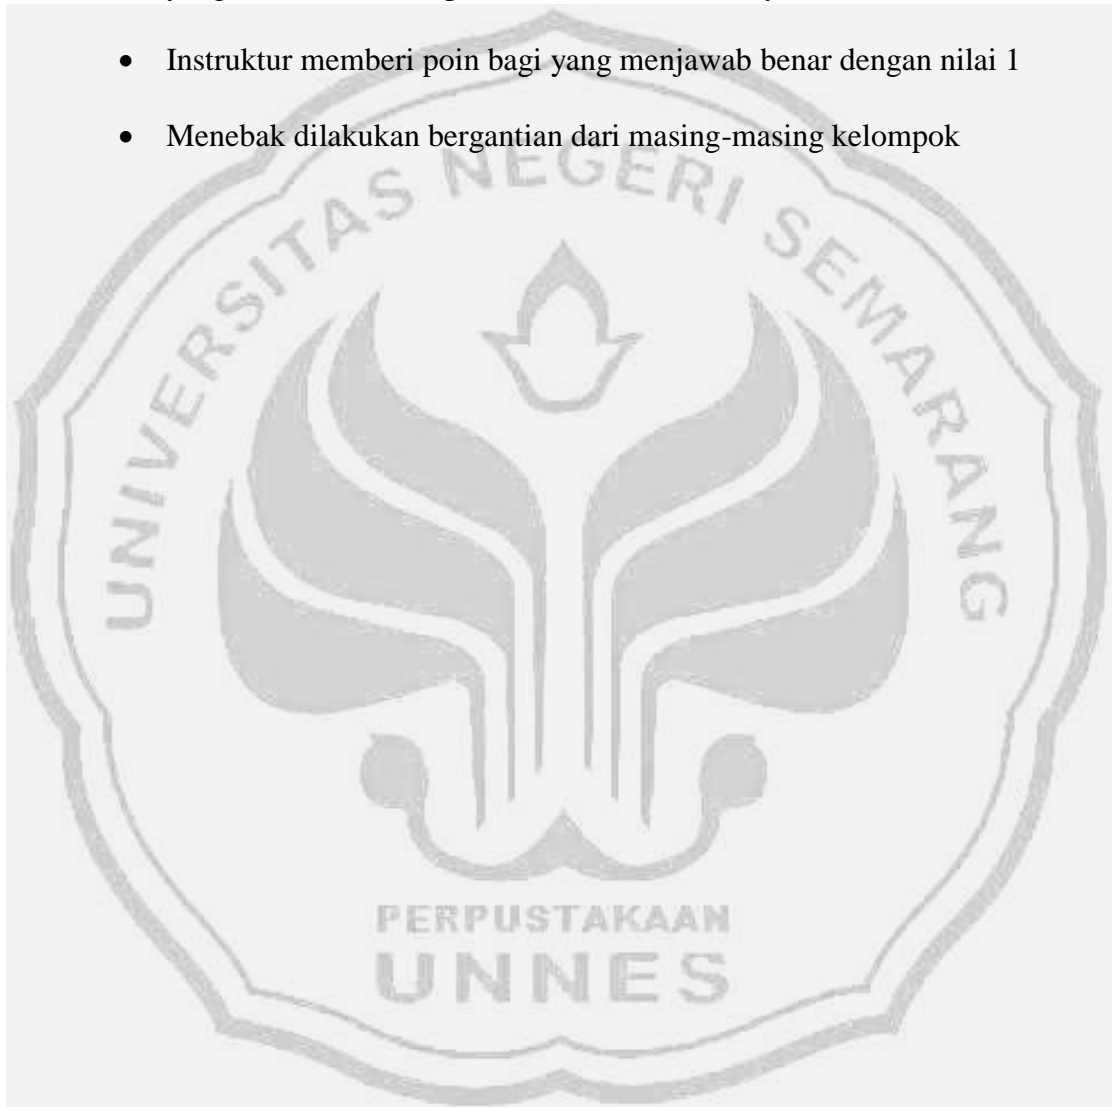 • Instruktur memberi poin bagi yang menjawab benar dengan nilai 1
• Menebak dilakukan bergantian dari masing-masing kelompok
UNIVERSITAS NEGERI SEMARANG
PERPUSTAKAAN
UNNES